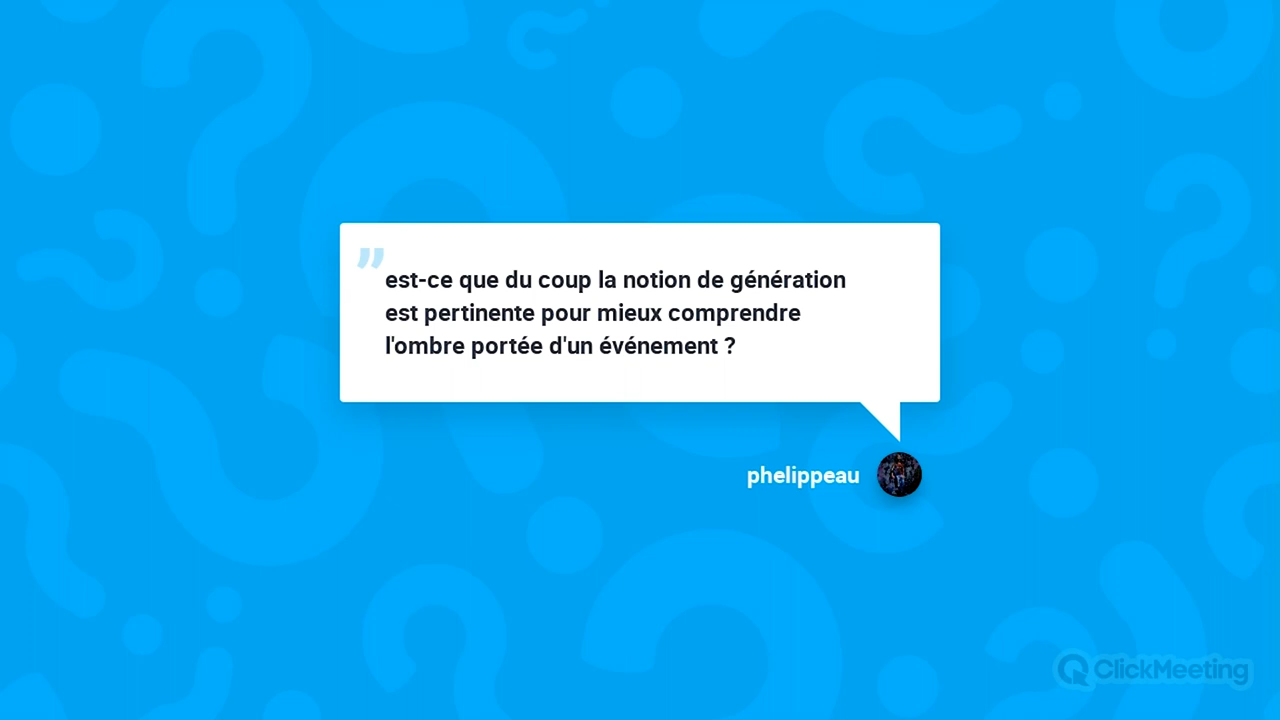 est-ce que du coup la notion de génération
est pertinente pour mieux comprendre
l'ombre portée d'un événement ?
phelippeau
ClickMeeting